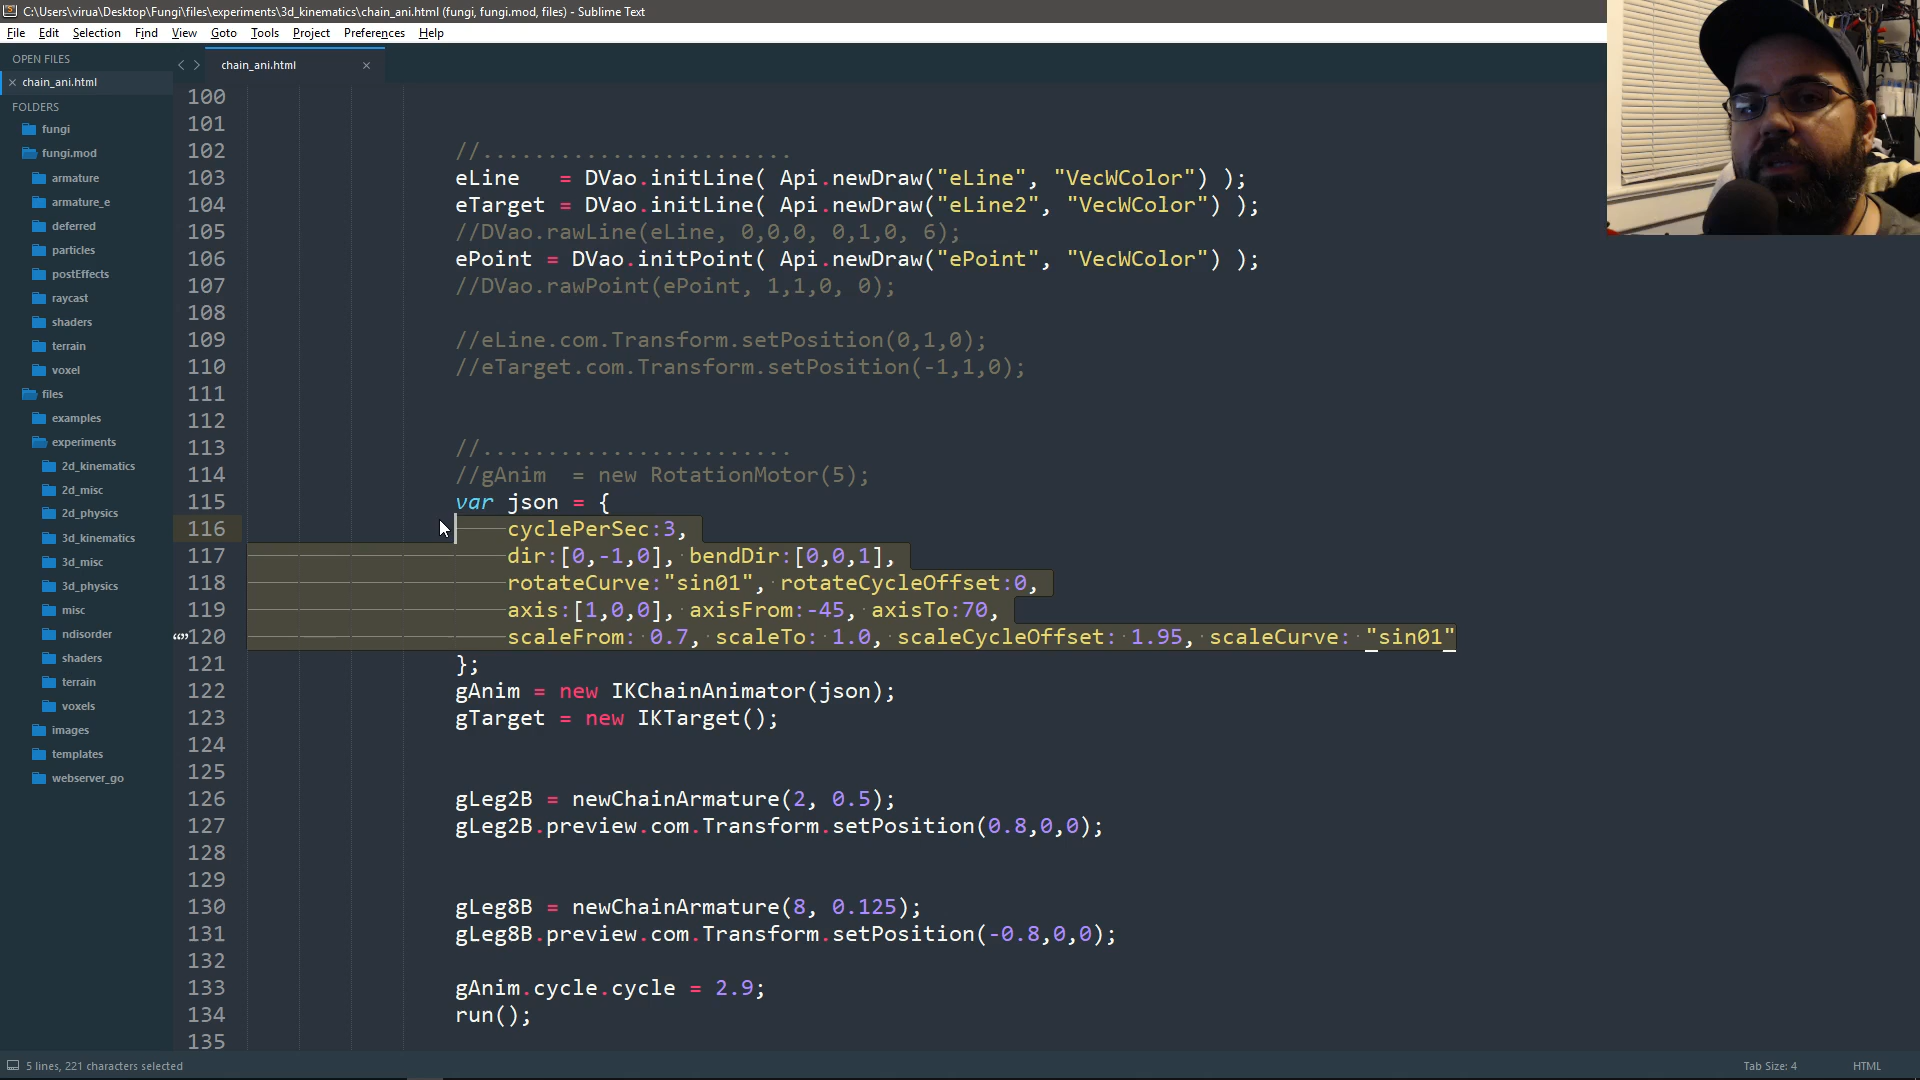 C:\Users\virua\Desktop\Fungi\files\experiments\3d_kinematics\chain_ani.html (fungi, fungi.mod, files) - Sublime Text
File Edit Selection Find View Goto Tools Project Preferences Help
OPEN FILES
chain_ani.html
FOLDERS
fungi
fungi.mod
armature
armature_e
deferred
particles
postEffects
raycast
shaders
terrain
voxel
files
examples
experiments
2d_kinematics
2d_misc
2d_physics
3d_kinematics
3d_misc
3d_physics
misc
ndisorder
shaders
terrain
voxels
images
templates
webserver_go
chain_ani.html
100
101
102 //........................
103 eLine   = DVao.initLine( Api.newDraw("eLine", "VecWColor") );
104 eTarget = DVao.initLine( Api.newDraw("eLine2", "VecWColor") );
105 //DVao.rawLine(eLine, 0,0,0, 0,1,0, 6);
106 ePoint = DVao.initPoint( Api.newDraw("ePoint", "VecWColor") );
107 //DVao.rawPoint(ePoint, 1,1,0, 0);
108
109 //eLine.com.Transform.setPosition(0,1,0);
110 //eTarget.com.Transform.setPosition(-1,1,0);
111
112
113 //........................
114 //gAnim  = new RotationMotor(5);
115 var json = {
116 cyclePerSec:3,
117 dir:[0,-1,0], bendDir:[0,0,1],
118 rotateCurve:"sin01", rotateCycleOffset:0,
119 axis:[1,0,0], axisFrom:-45, axisTo:70,
120 scaleFrom: 0.7, scaleTo: 1.0, scaleCycleOffset: 1.95, scaleCurve: "sin01"
121 };
122 gAnim = new IKChainAnimator(json);
123 gTarget = new IKTarget();
124
125
126 gLeg2B = newChainArmature(2, 0.5);
127 gLeg2B.preview.com.Transform.setPosition(0.8,0,0);
128
129
130 gLeg8B = newChainArmature(8, 0.125);
131 gLeg8B.preview.com.Transform.setPosition(-0.8,0,0);
132
133 gAnim.cycle.cycle = 2.9;
134 run();
135
5 lines, 221 characters selected
Tab Size: 4
HTML